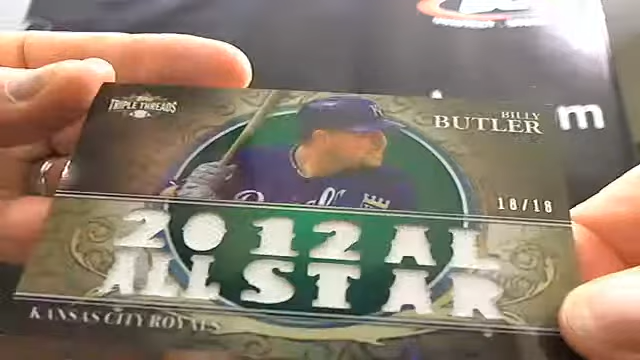 TRIPLE THREADS
BILLY
BUTLER
18/18
2012 AL
ALL STAR
KANSAS CITY ROYALS